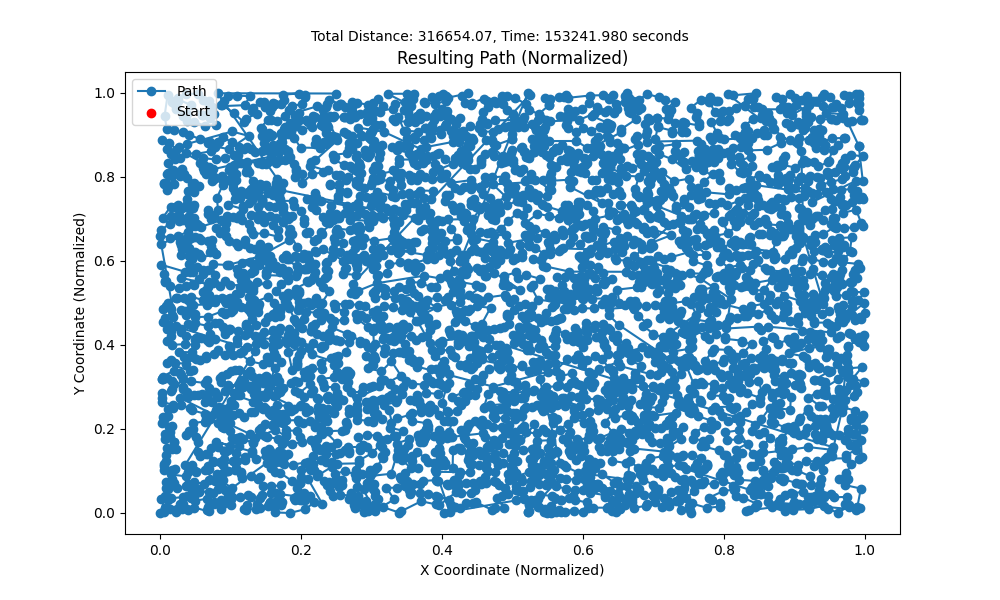 Total Distance: 316654.07, Time: 153241.980 seconds
Resulting Path (Normalized)
Path
Start
Y Coordinate (Normalized)
1.0
0.8
0.6
0.4
0.2
0.0
0.0 0.2 0.4 0.6 0.8 1.0
X Coordinate (Normalized)